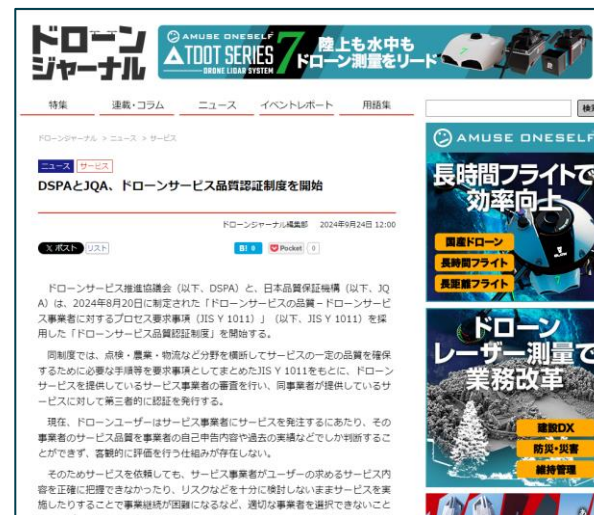 ドローン
ジャーナル
AMUSE ONESELF
TDOT SERIES
DRONE LIDAR SYSTEM
7
陸上も水中も
ドローン測量をリード
特集
連載・コラム
ニュース
イベントレポート
用語集
ドローンジャーナル > ニュース > サービス
ニュース サービス
DSPAとJQA、ドローンサービス品質認証制度を開始
ドローンジャーナル編集部 2024年9月24日 12:00
X ポスト リスト B! 0 Pocket 0
ドローンサービス推進協議会（以下、DSPA）と、日本品質保証機構（以下、JQ
A）は、2024年8月20日に制定された「ドローンサービスの品質－ドローンサービ
ス事業者に対するプロセス要求事項（JIS Y 1011）」（以下、JIS Y 1011）を採
用した「ドローンサービス品質認証制度」を開始する。
同制度では、点検・農業・物流など分野を横断してサービスの一定の品質を確保
するために必要な手順等を要求事項としてまとめたJIS Y 1011をもとに、ドローン
サービスを提供しているサービス事業者の審査を行い、同事業者が提供しているサ
ービスに対して第三者的に認証を発行する。
現在、ドローンユーザーはサービス事業者にサービスを発注するにあたり、その
事業者のサービス品質を事業者の自己申告内容や過去の実績などでしか判断するこ
とができず、客観的に評価を行う仕組みが存在しない。
そのためサービスを依頼しても、サービス事業者がユーザーの求めるサービス内
容を正確に把握できなかったり、リスクなどを十分に検討しないままサービスを実
施したりすることで事業継続が困難になるなど、適切な事業者を選択できないこと
AMUSE ONESELF
長時間フライトで
効率向上
国産ドローン
長時間フライト
長距離フライト
ドローン
レーザー測量で
業務改革
建設DX
防災・災害
維持管理